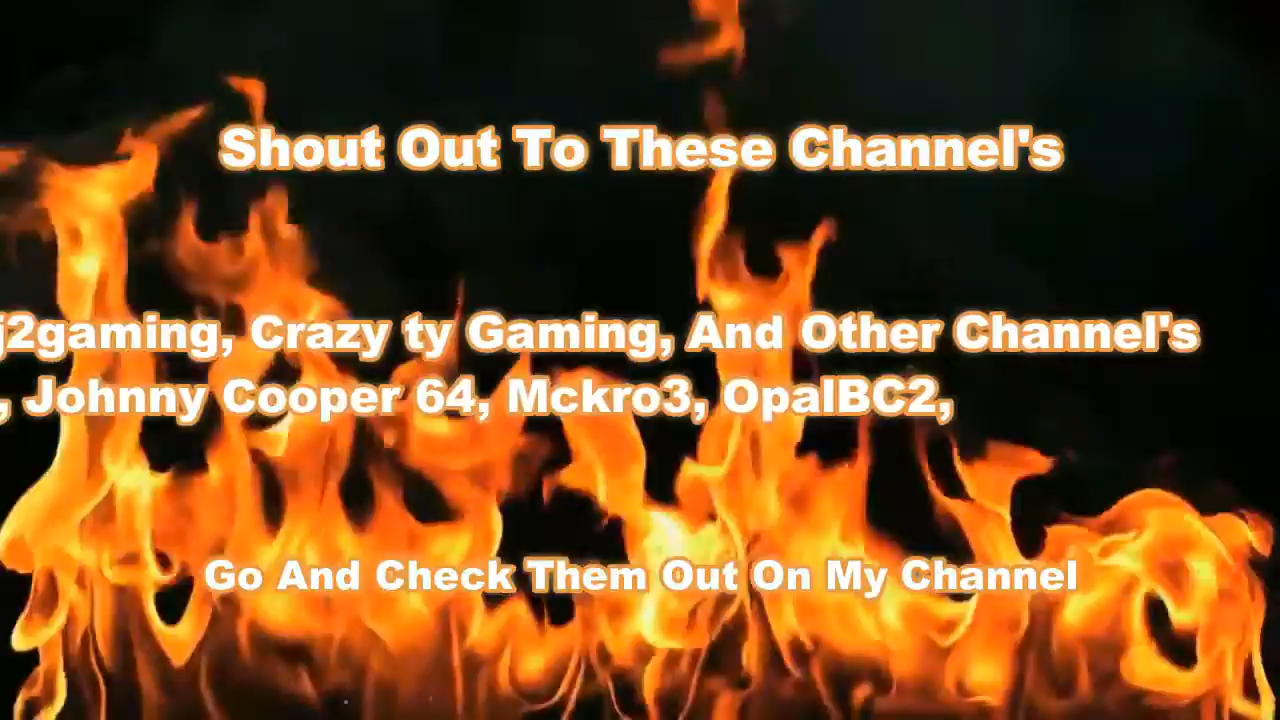 Shout Out To These Channel's
j2gaming, Crazy ty Gaming, And Other Channel's
, Johnny Cooper 64, Mckro3, OpalBC2,
Go And Check Them Out On My Channel